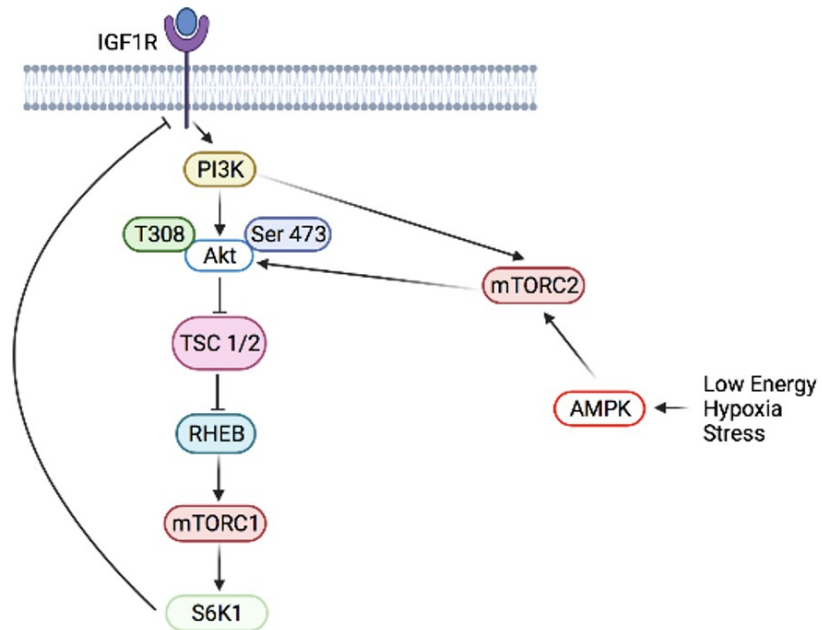 IGF1R
PI3K
T308
Ser 473
Akt
mTORC2
TSC 1/2
AMPK
Low Energy
Hypoxia
Stress
RHEB
mTORC1
S6K1